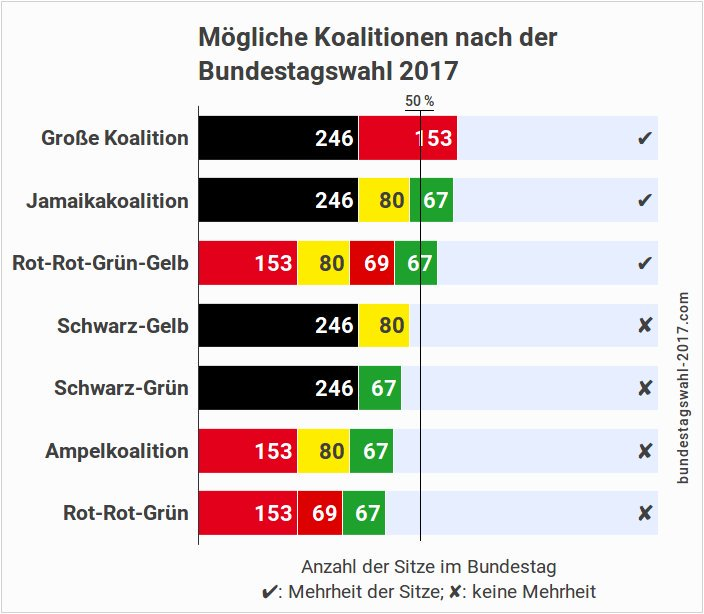 Mögliche Koalitionen nach der
Bundestagswahl 2017
50 %
Große Koalition 246 153 ✔
Jamaikakoalition 246 80 67 ✔
Rot-Rot-Grün-Gelb 153 80 69 67 ✔
Schwarz-Gelb 246 80 ✘
Schwarz-Grün 246 67 ✘
Ampelkoalition 153 80 67 ✘
Rot-Rot-Grün 153 69 67 ✘
Anzahl der Sitze im Bundestag
✔: Mehrheit der Sitze; ✘: keine Mehrheit
bundestagswahl-2017.com